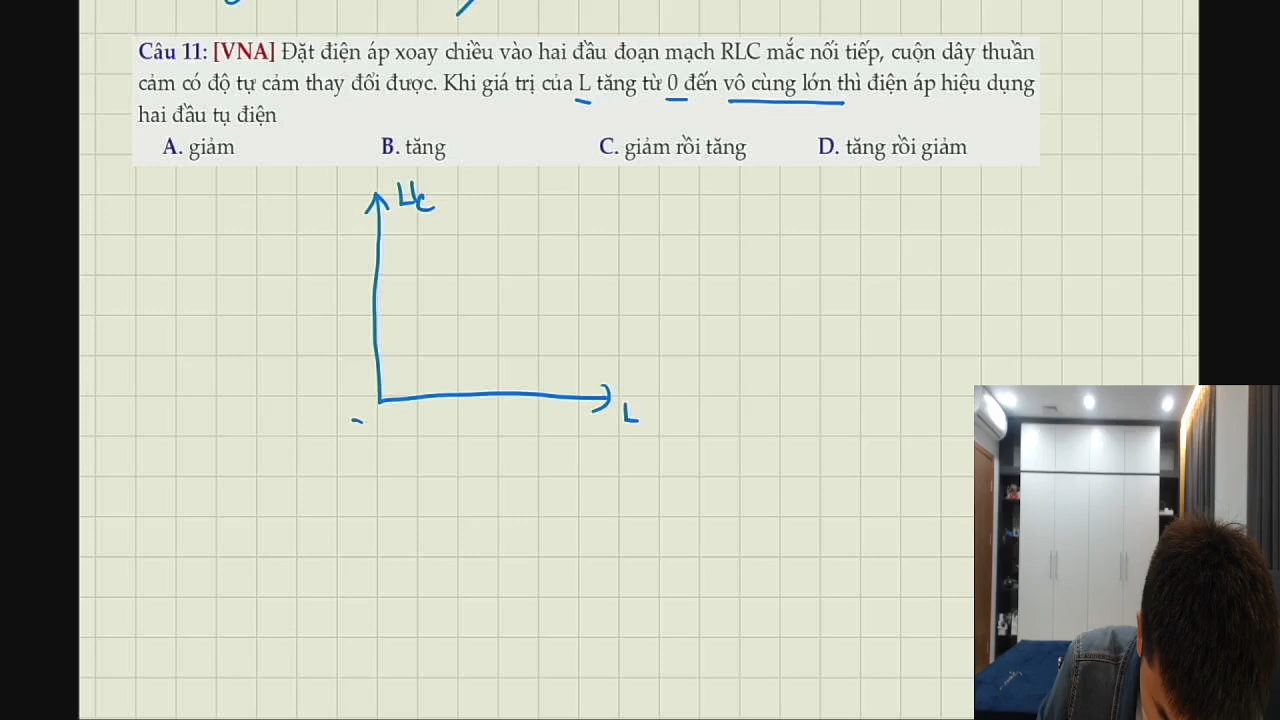 Câu 11: [VNA] Đặt điện áp xoay chiều vào hai đầu đoạn mạch RLC mắc nối tiếp, cuộn dây thuần
cảm có độ tự cảm thay đổi được. Khi giá trị của L tăng từ 0 đến vô cùng lớn thì điện áp hiệu dụng
hai đầu tụ điện
A. giảm B. tăng C. giảm rồi tăng D. tăng rồi giảm
Uc
L